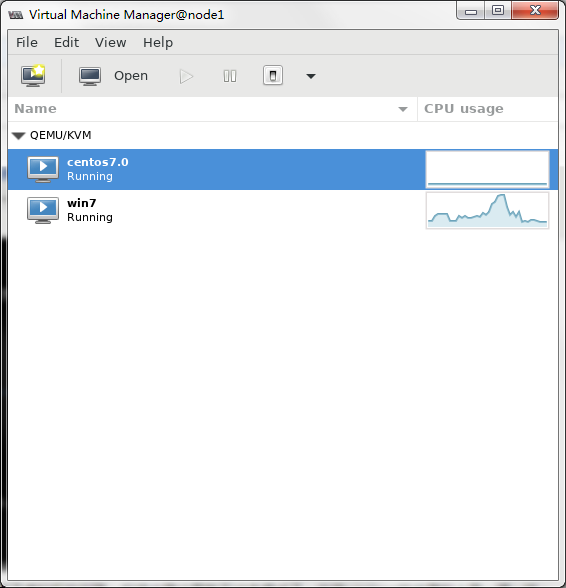 Virtual Machine Manager@node1
File Edit View Help
Open
Name CPU usage
QEMU/KVM
centos7.0
Running
win7
Running